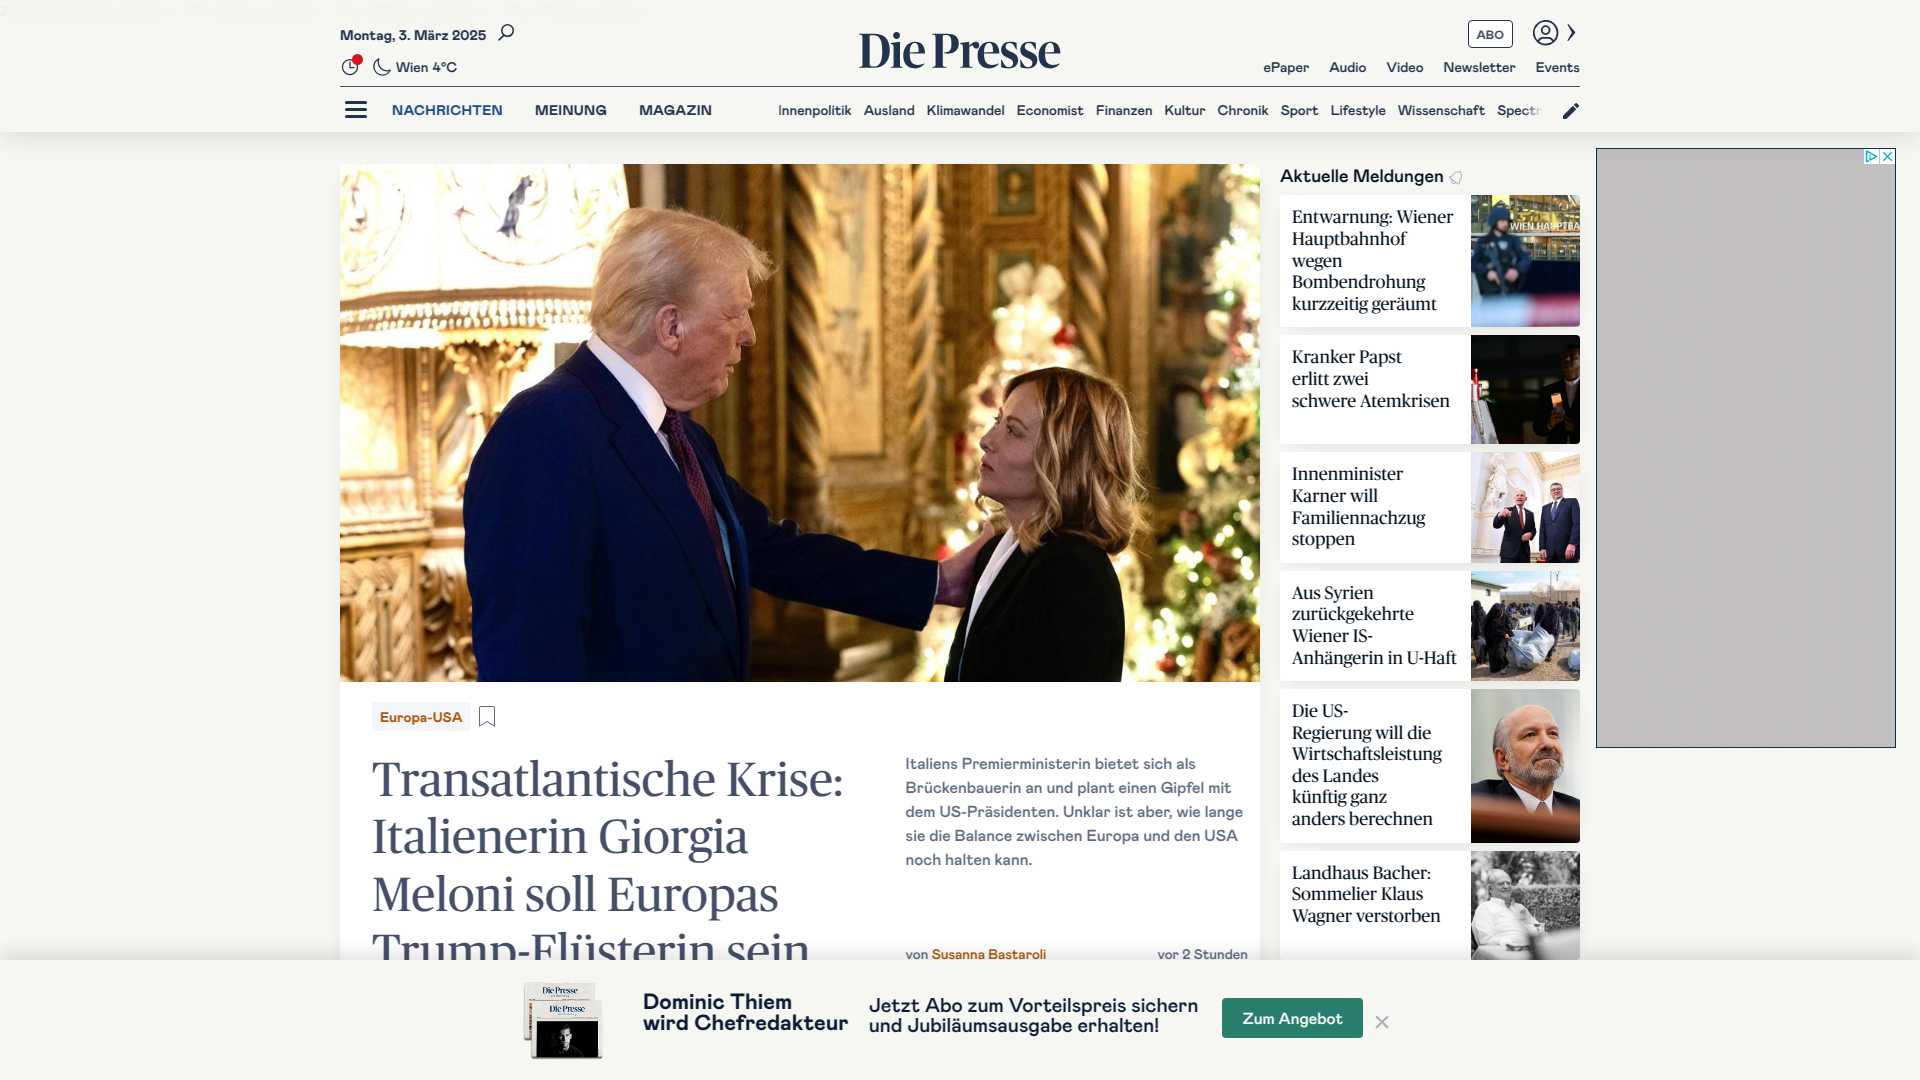 Montag, 3. März 2025
Wien 4°C
Die Presse
ABO
ePaper Audio Video Newsletter Events
NACHRICHTEN MEINUNG MAGAZIN
Innenpolitik Ausland Klimawandel Economist Finanzen Kultur Chronik Sport Lifestyle Wissenschaft
Aktuelle Meldungen
Entwarnung: Wiener
Hauptbahnhof
wegen
Bombendrohung
kurzzeitig geräumt
WIEN
Kranker Papst
erlitt zwei
schwere Atemkrisen
Innenminister
Karner will
Familiennachzug
stoppen
Aus Syrien
zurückgekehrte
Wiener IS-
Anhängerin in U-Haft
Die US-
Regierung will die
Wirtschaftsleistung
des Landes
künftig ganz
anders berechnen
Landhaus Bacher:
Sommelier Klaus
Wagner verstorben
Europa-USA
Transatlantische Krise:
Italienerin Giorgia
Meloni soll Europas
Trump-Flüsterin sein
Italiens Premierministerin bietet sich als
Brückenbauerin an und plant einen Gipfel mit
dem US-Präsidenten. Unklar ist aber, wie lange
sie die Balance zwischen Europa und den USA
noch halten kann.
von Susanna Bastaroli
vor 2 Stunden
Die Presse
Die Presse
Dominic Thiem
wird Chefredakteur
Jetzt Abo zum Vorteilspreis sichern
und Jubiläumsausgabe erhalten!
Zum Angebot